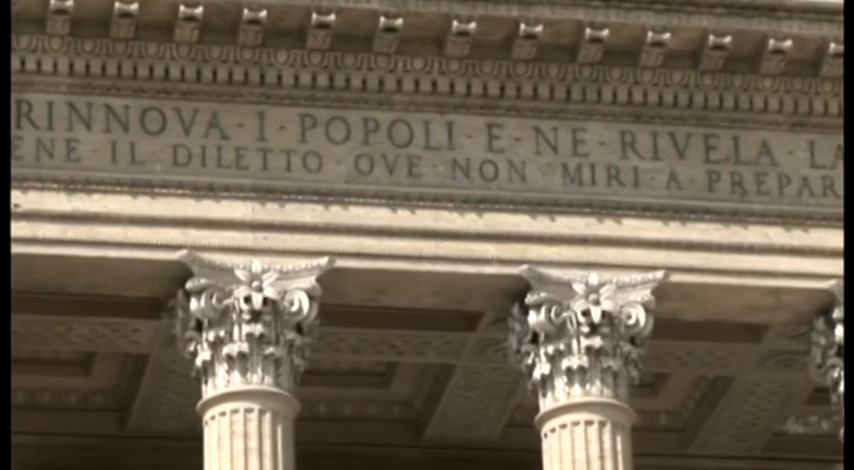 RINNOVA · I · POPOLI · E · NE · RIVELA · LA
ENE IL DILETTO OVE NON MIRI · A · PREPAR